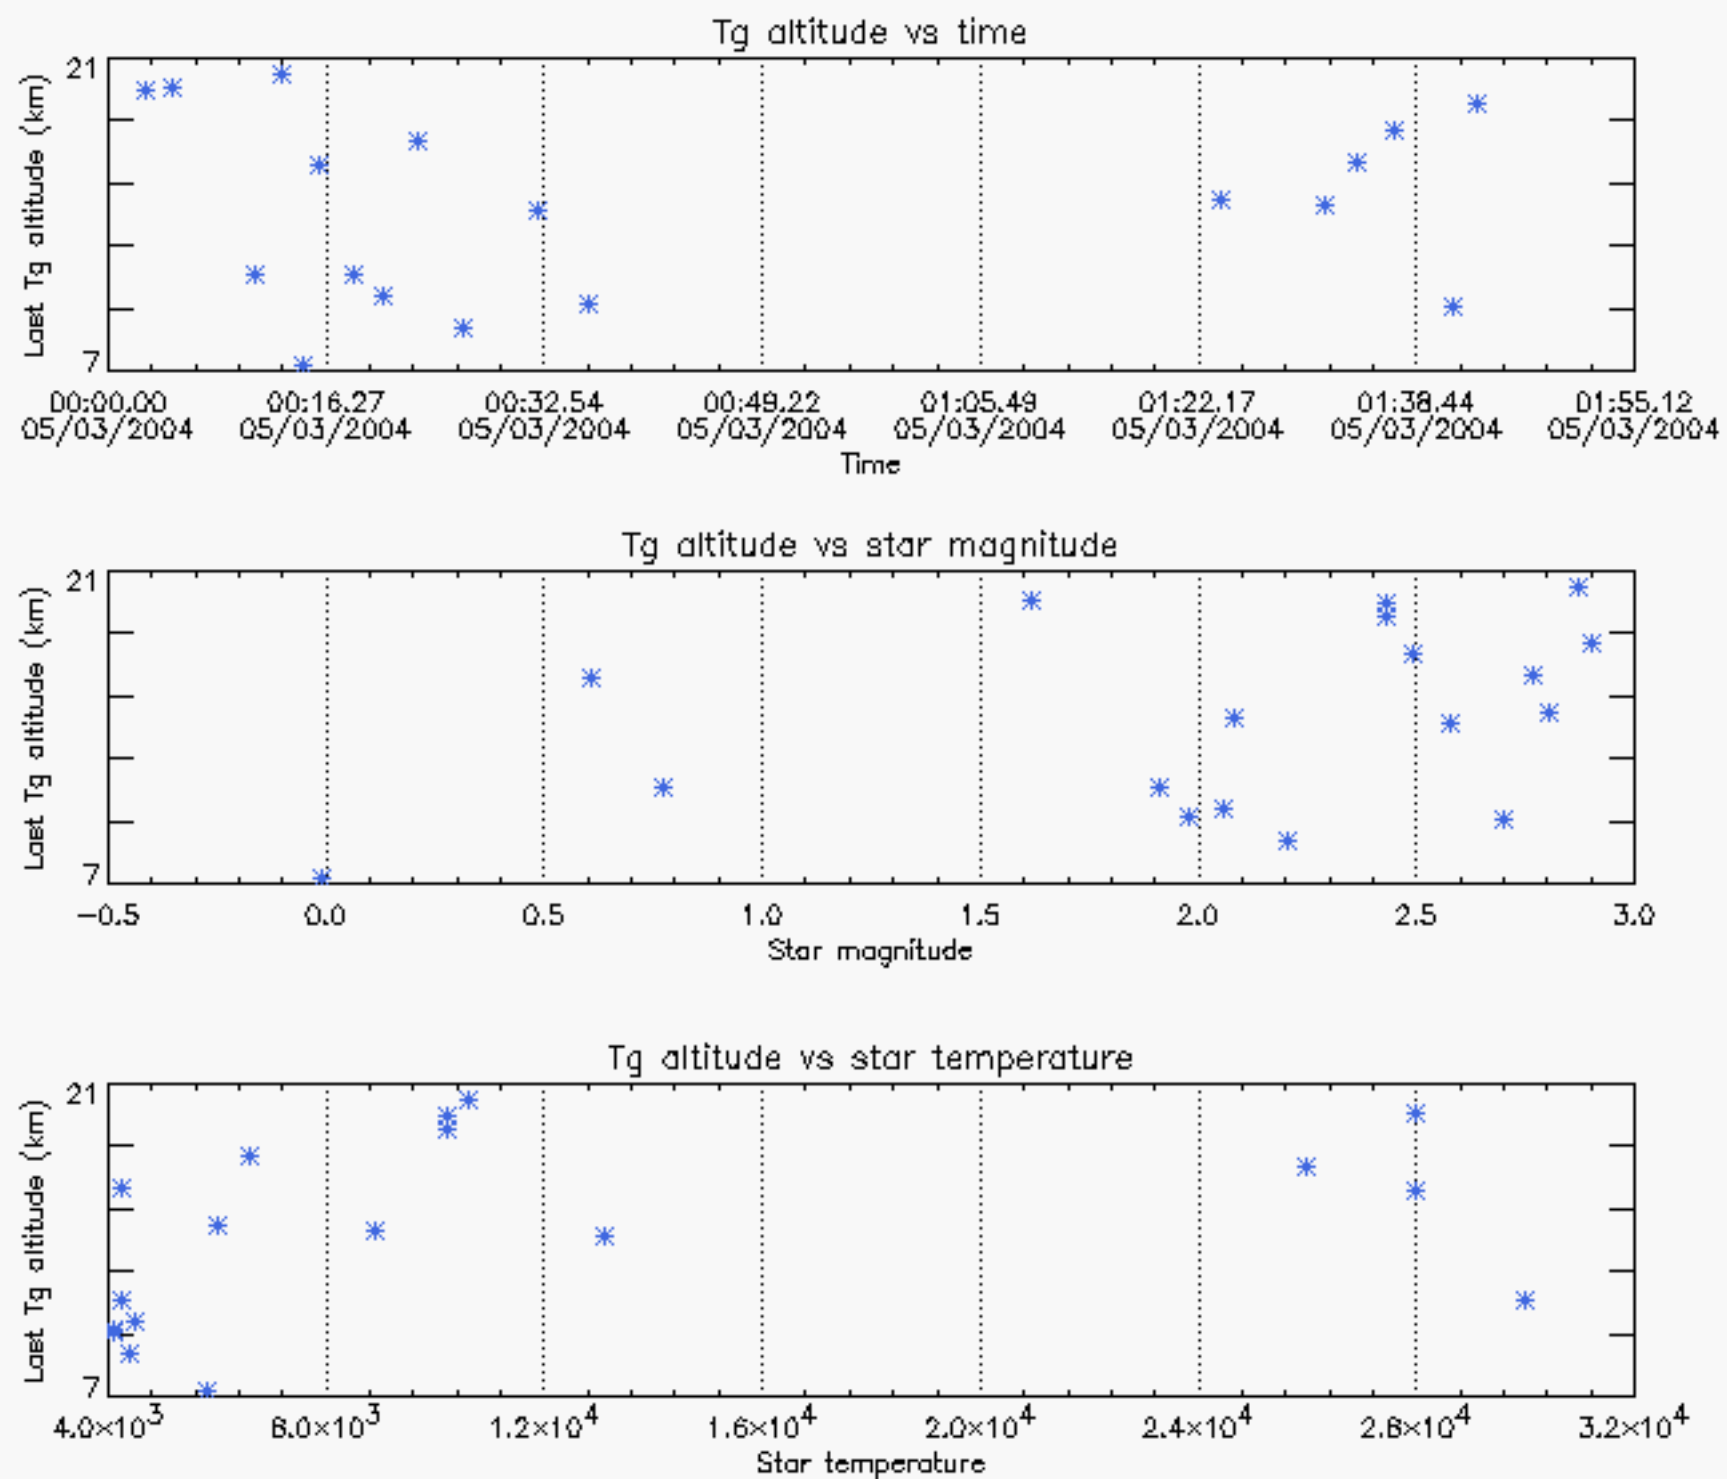 Tg altitude vs time
Last Tg altitude (km)
21
7
00:00.00 00:16.27 00:32.54 00:49.22 01:05.49 01:22.17 01:38.44 01:55.12
05/03/2004 05/03/2004 05/03/2004 05/03/2004 05/03/2004 05/03/2004 05/03/2004 05/03/2004
Time
Tg altitude vs star magnitude
Last Tg altitude (km)
21
7
−0.5 0.0 0.5 1.0 1.5 2.0 2.5 3.0
Star magnitude
Tg altitude vs star temperature
Last Tg altitude (km)
21
7
4.0×10³ 8.0×10³ 1.2×10⁴ 1.6×10⁴ 2.0×10⁴ 2.4×10⁴ 2.8×10⁴ 3.2×10⁴
Star temperature